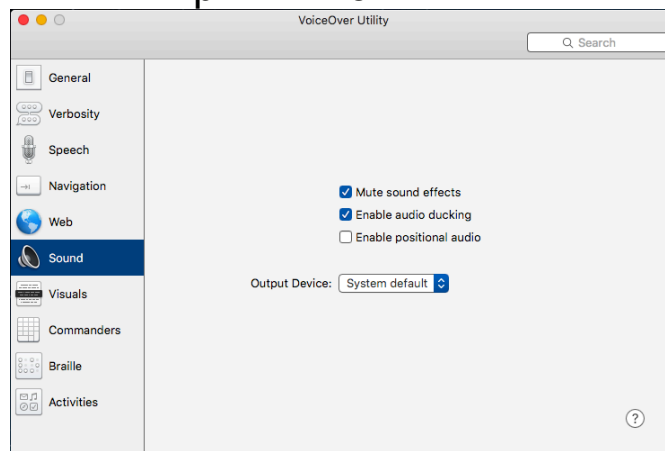 VoiceOver Utility
Search
General
Verbosity
Speech
Navigation
Web
Sound
Visuals
Commanders
Braille
Activities
Mute sound effects
Enable audio ducking
Enable positional audio
Output Device: System default
?